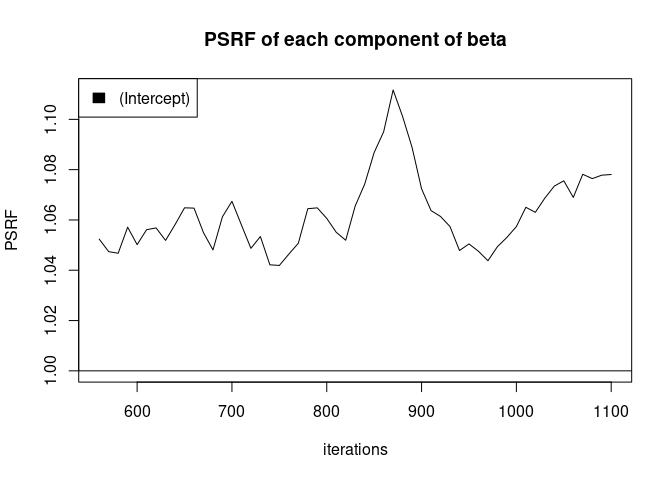 PSRF of each component of beta
(Intercept)
PSRF
1.10
1.08
1.06
1.04
1.02
1.00
600 700 800 900 1000 1100
iterations